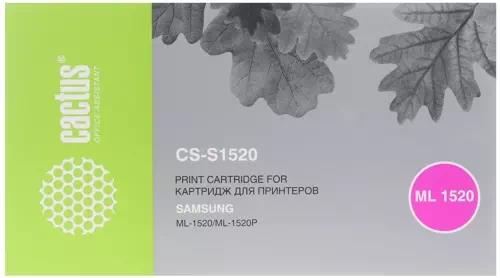 cactus®
OFFICE ASSISTANT
CS-S1520
PRINT CARTRIDGE FOR
КАРТРИДЖ ДЛЯ ПРИНТЕРОВ
SAMSUNG
ML-1520/ML-1520P
ML 1520